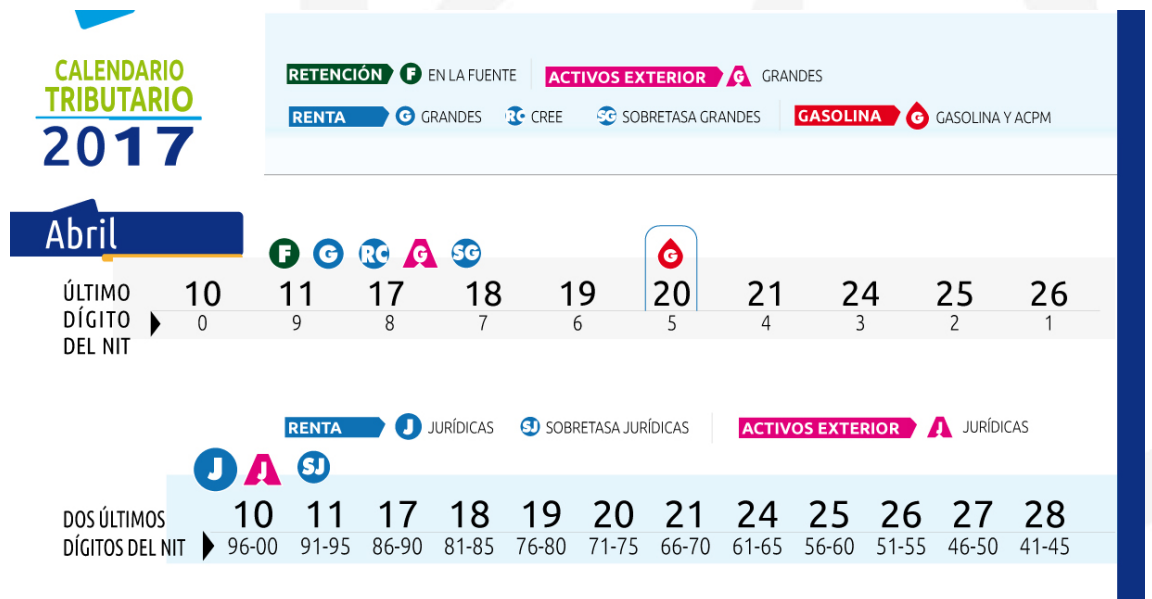 CALENDARIO
TRIBUTARIO
2017
RETENCIÓN F EN LA FUENTE ACTIVOS EXTERIOR G GRANDES
RENTA G GRANDES RC CREE SG SOBRETASA GRANDES GASOLINA G GASOLINA Y ACPM
Abril
F G RC G SG G
ÚLTIMO DÍGITO DEL NIT
10 11 17 18 19 20 21 24 25 26
0 9 8 7 6 5 4 3 2 1
RENTA J JURÍDICAS SJ SOBRETASA JURÍDICAS ACTIVOS EXTERIOR J JURÍDICAS
J J SJ
DOS ÚLTIMOS DÍGITOS DEL NIT
10 11 17 18 19 20 21 24 25 26 27 28
96-00 91-95 86-90 81-85 76-80 71-75 66-70 61-65 56-60 51-55 46-50 41-45